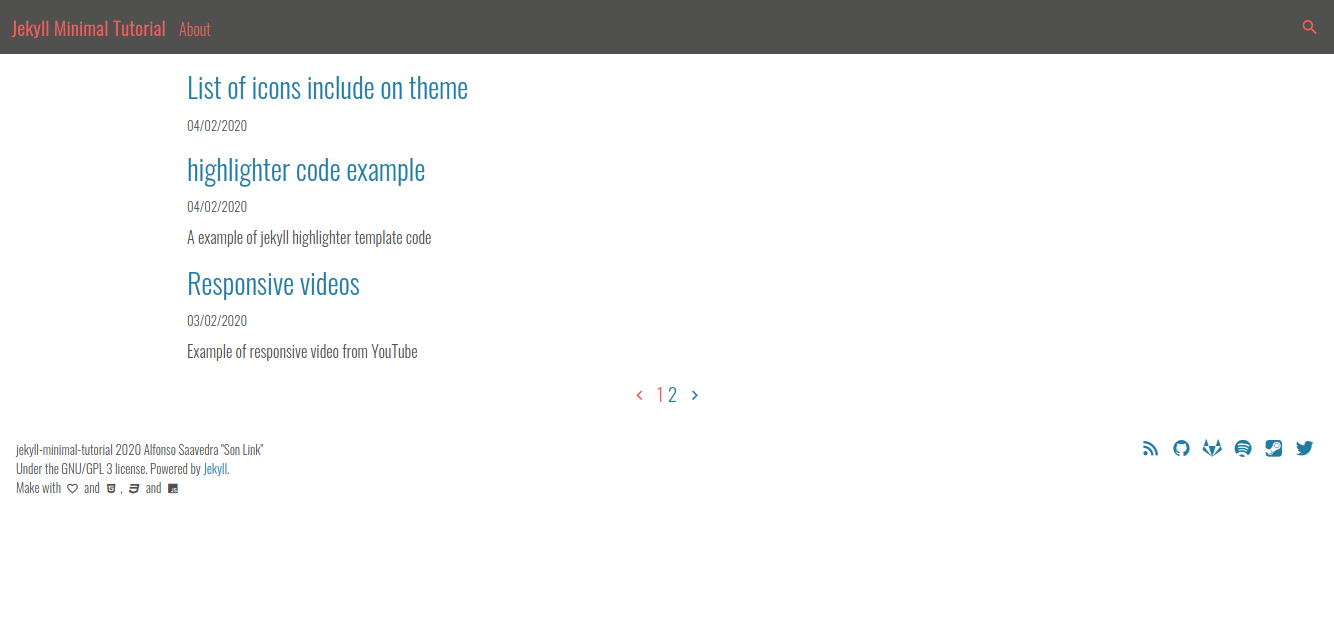 Jekyll Minimal Tutorial About
List of icons include on theme
04/02/2020
highlighter code example
04/02/2020
A example of jekyll highlighter template code
Responsive videos
03/02/2020
Example of responsive video from YouTube
1 2
jekyll-minimal-tutorial 2020 Alfonso Saavedra "Son Link"
Under the GNU/GPL 3 license. Powered by Jekyll.
Make with and , and